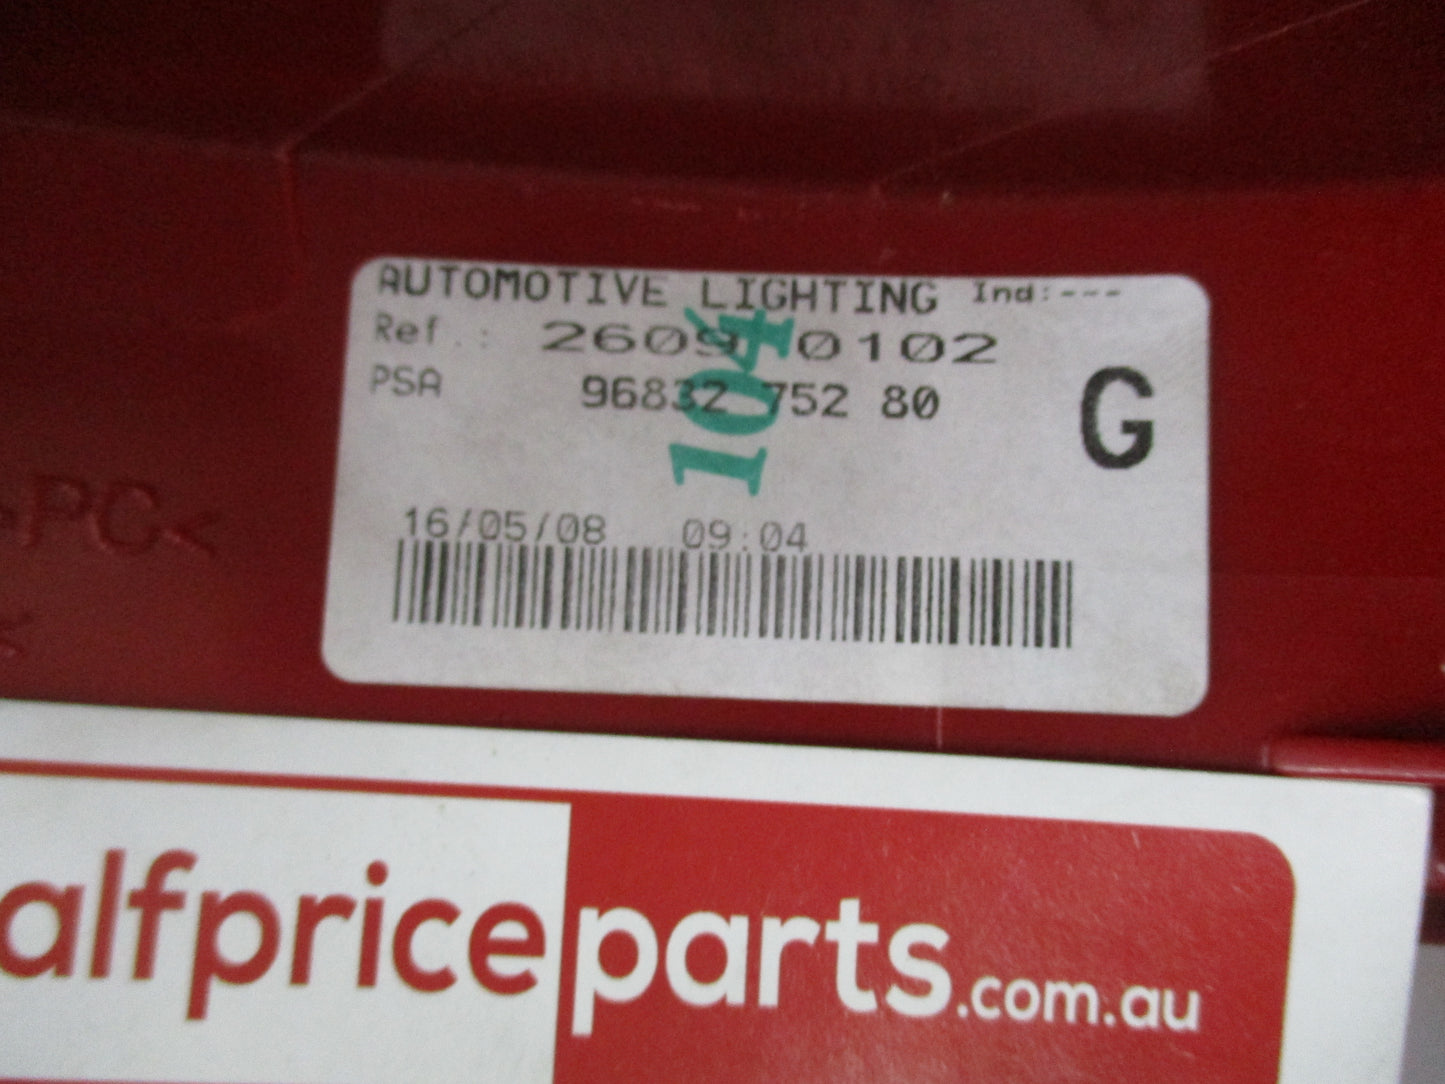 AUTOMOTIVE LIGHTING Ind:---
Ref.: 2609 0102
PSA 96832 752 80
G
104
16/05/08 09:04
>PC<
alfpriceparts.com.au